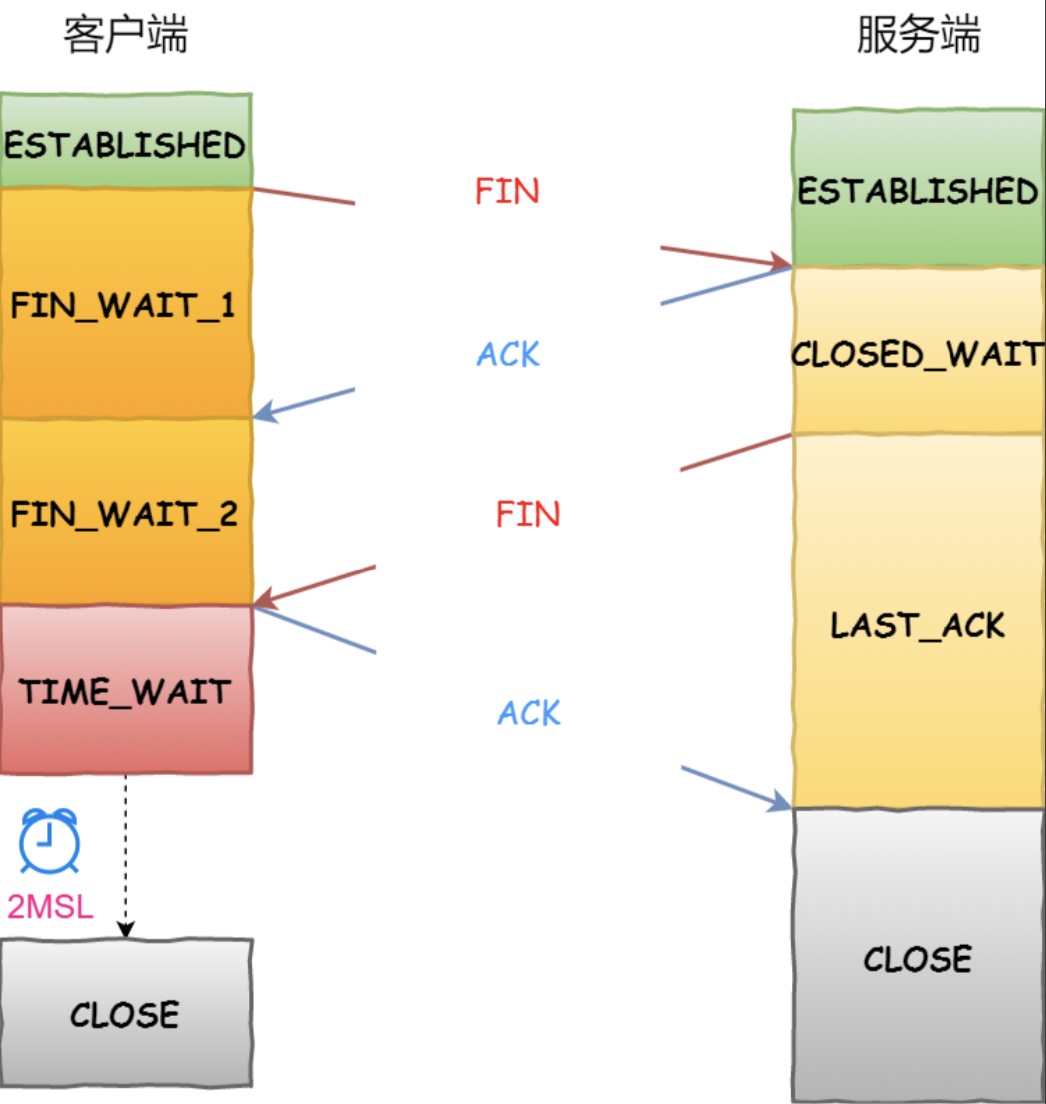 客户端
服务端
ESTABLISHED
FIN
ESTABLISHED
FIN_WAIT_1
ACK
CLOSED_WAIT
FIN_WAIT_2
FIN
LAST_ACK
TIME_WAIT
ACK
2MSL
CLOSE
CLOSE